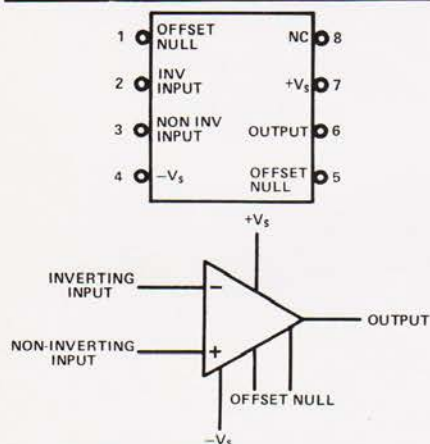 1 OFFSET NULL NC 8
2 INV INPUT +Vs 7
3 NON INV INPUT OUTPUT 6
4 −Vs OFFSET NULL 5
+Vs
INVERTING INPUT
−
OUTPUT
NON-INVERTING INPUT
+
OFFSET NULL
−Vs